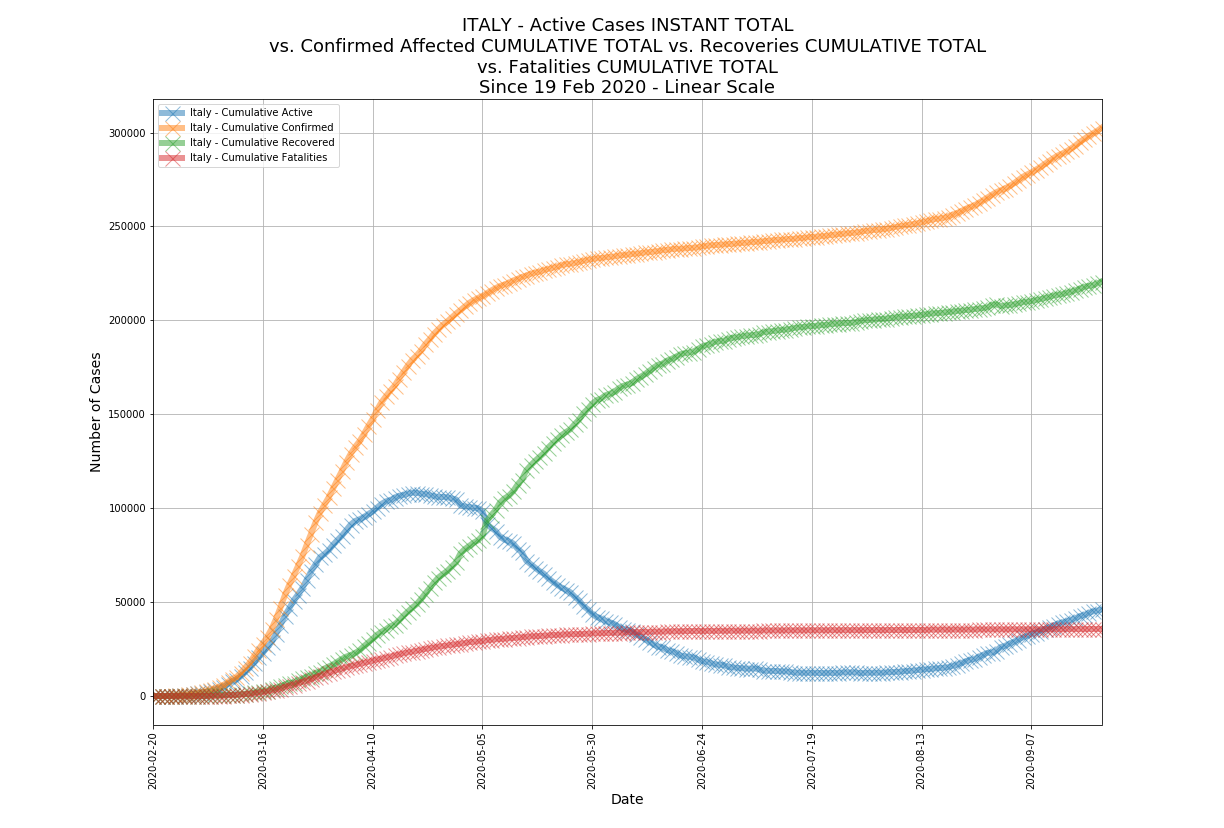 ITALY - Active Cases INSTANT TOTAL
vs. Confirmed Affected CUMULATIVE TOTAL vs. Recoveries CUMULATIVE TOTAL
vs. Fatalities CUMULATIVE TOTAL
Since 19 Feb 2020 - Linear Scale
Italy - Cumulative Active
Italy - Cumulative Confirmed
Italy - Cumulative Recovered
Italy - Cumulative Fatalities
300000
250000
200000
150000
100000
50000
0
Number of Cases
2020-02-20
2020-03-16
2020-04-10
2020-05-05
2020-05-30
2020-06-24
2020-07-19
2020-08-13
2020-09-07
Date